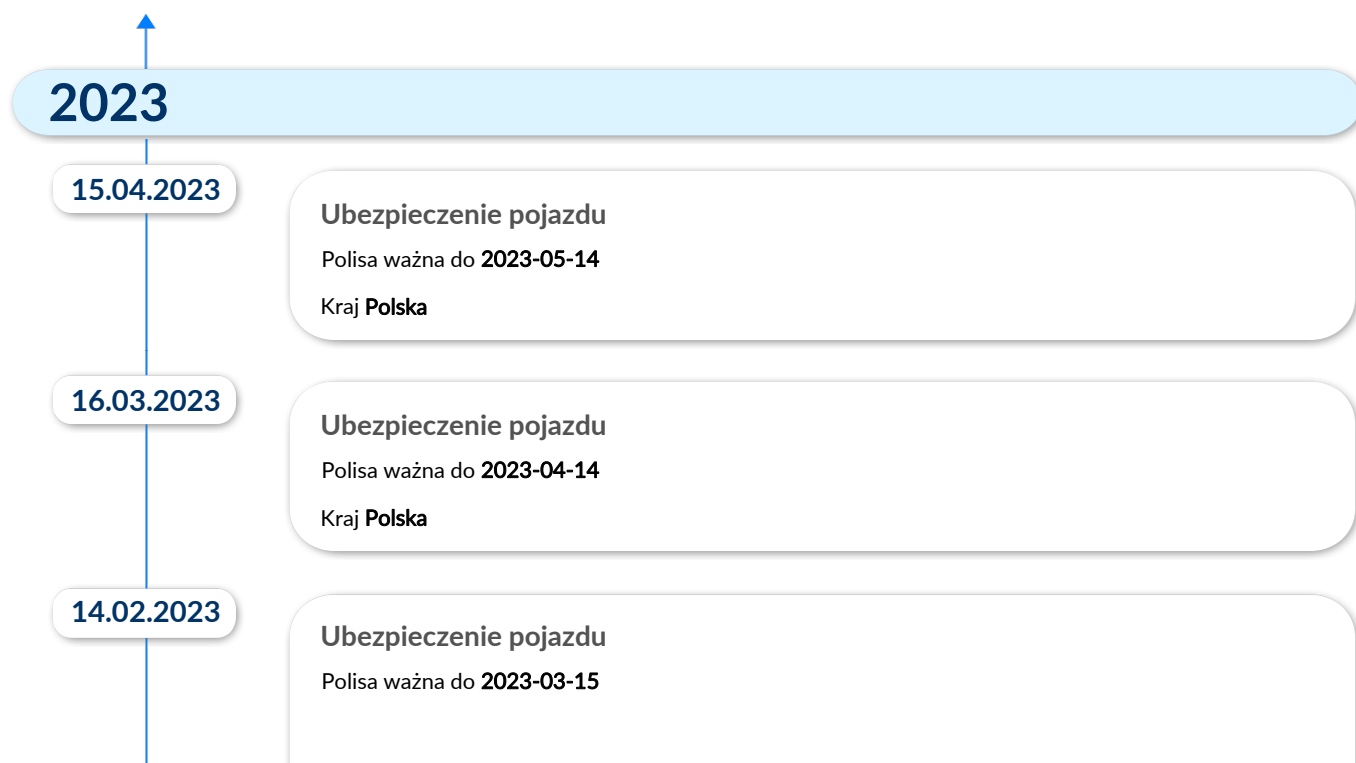 2023
15.04.2023
Ubezpieczenie pojazdu
Polisa ważna do 2023-05-14
Kraj Polska
16.03.2023
Ubezpieczenie pojazdu
Polisa ważna do 2023-04-14
Kraj Polska
14.02.2023
Ubezpieczenie pojazdu
Polisa ważna do 2023-03-15